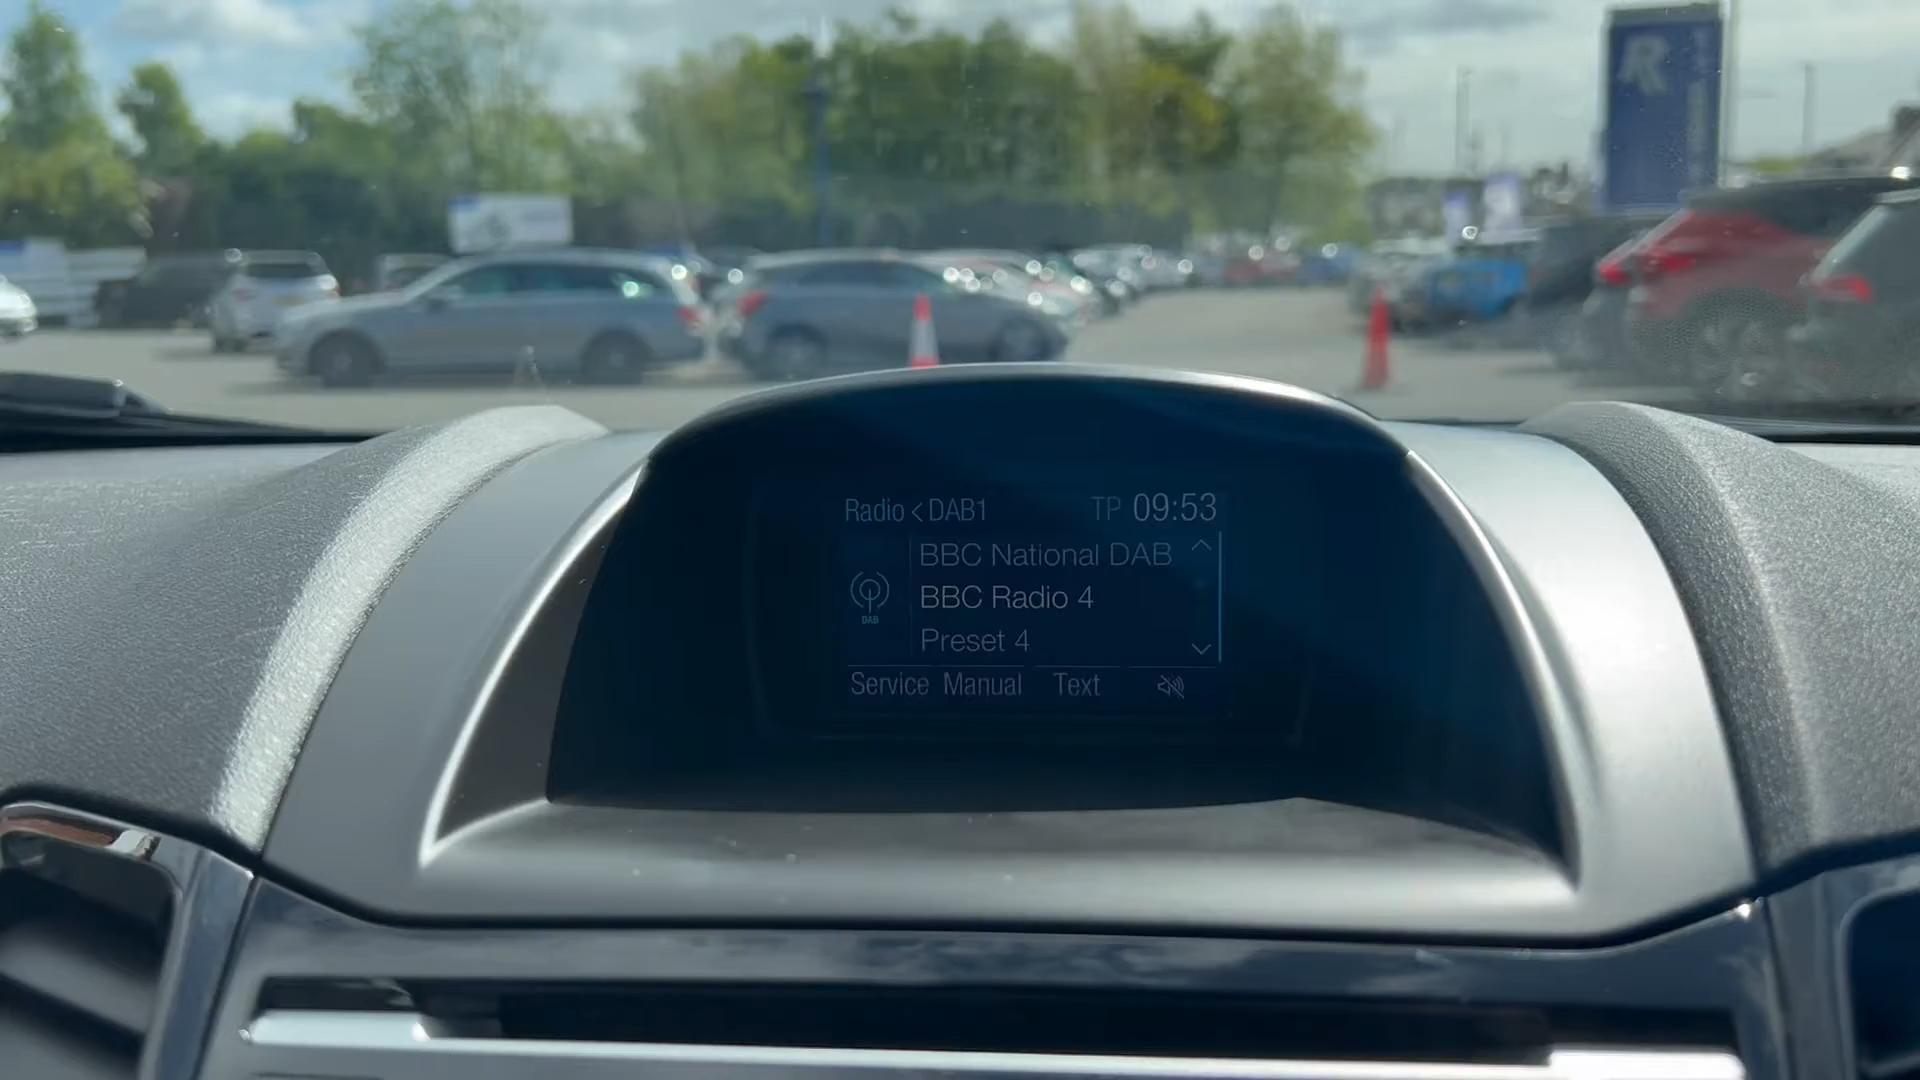 R
Radio < DAB1 TP 09:53
BBC National DAB
BBC Radio 4
DAB
Preset 4
Service Manual Text